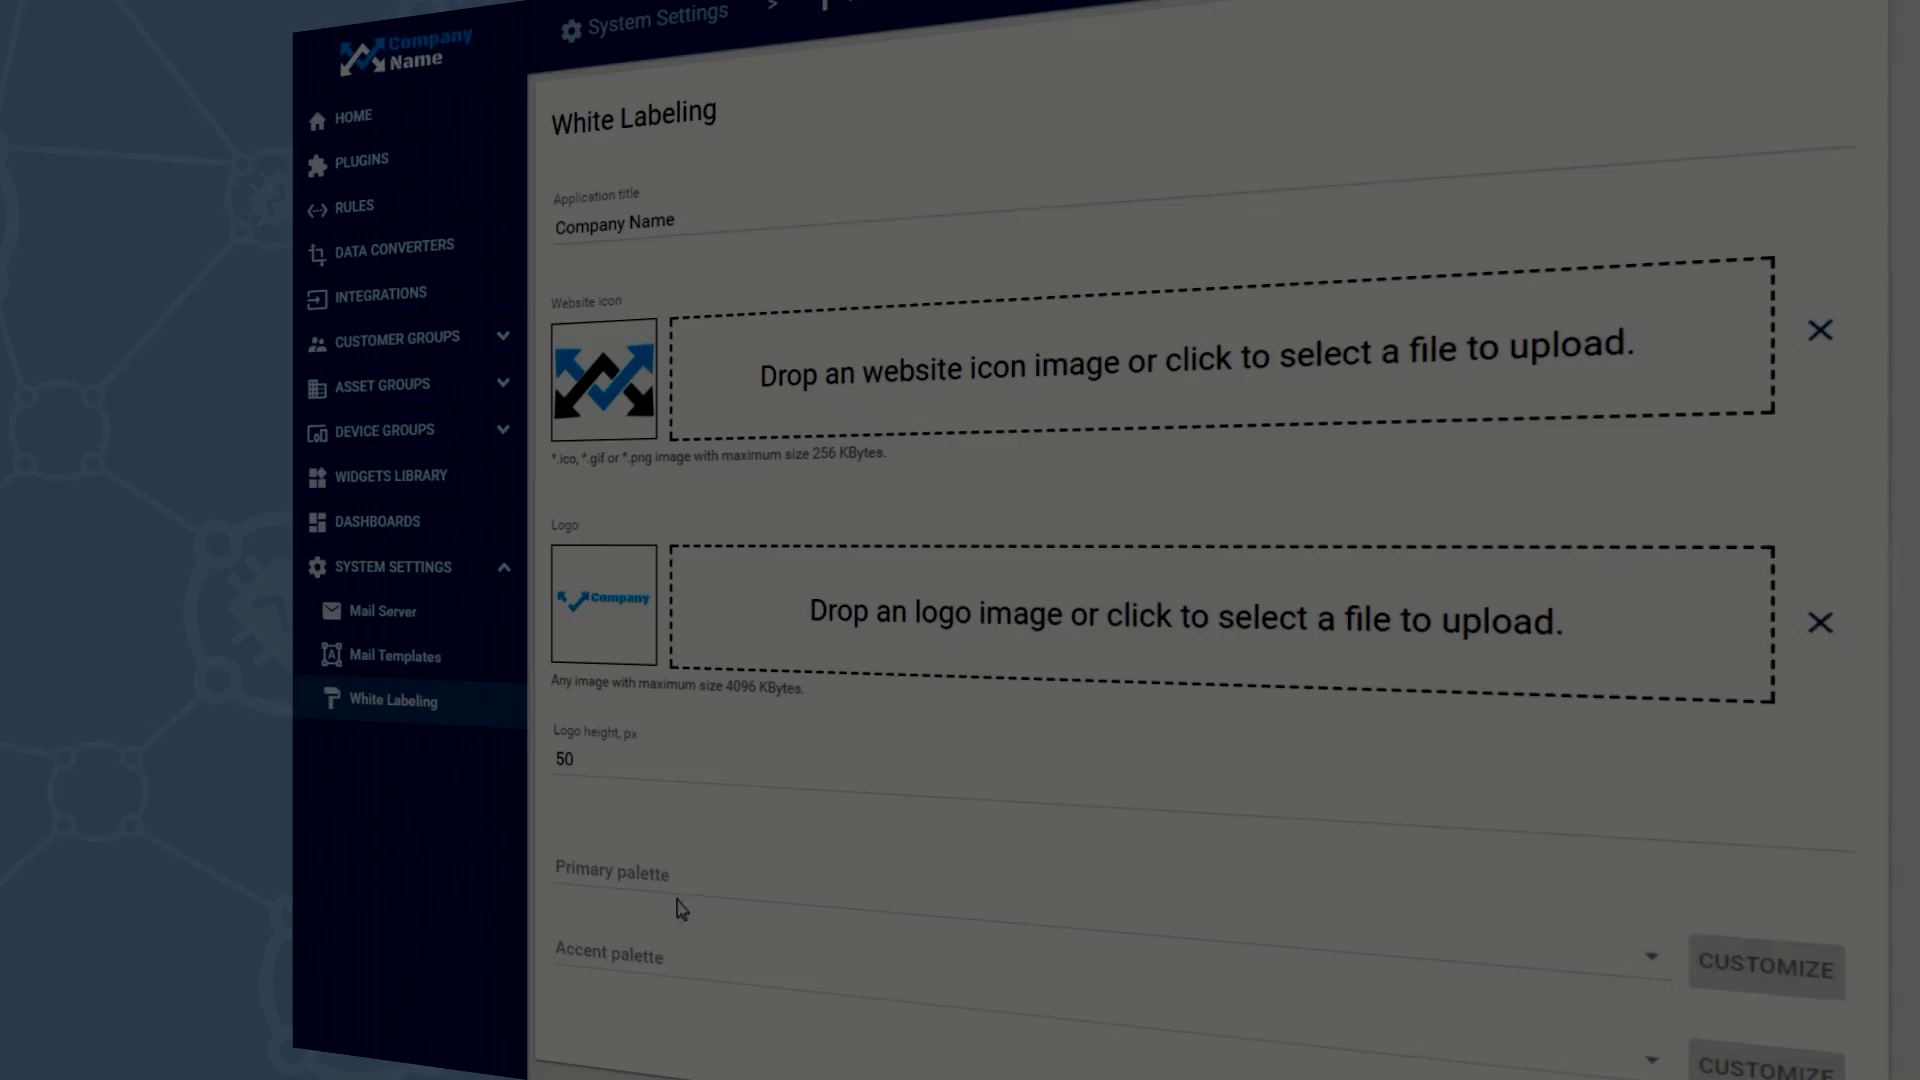 Company
Name
System Settings >
HOME
PLUGINS
RULES
DATA CONVERTERS
INTEGRATIONS
CUSTOMER GROUPS
ASSET GROUPS
DEVICE GROUPS
WIDGETS LIBRARY
DASHBOARDS
SYSTEM SETTINGS
Mail Server
Mail Templates
White Labeling
White Labeling
Application title
Company Name
Website icon
Drop an website icon image or click to select a file to upload.
*.ico, *.gif or *.png image with maximum size 256 KBytes.
Logo
Company
Drop an logo image or click to select a file to upload.
Any image with maximum size 4096 KBytes.
Logo height, px
50
Primary palette
CUSTOMIZE
Accent palette
CUSTOMIZE